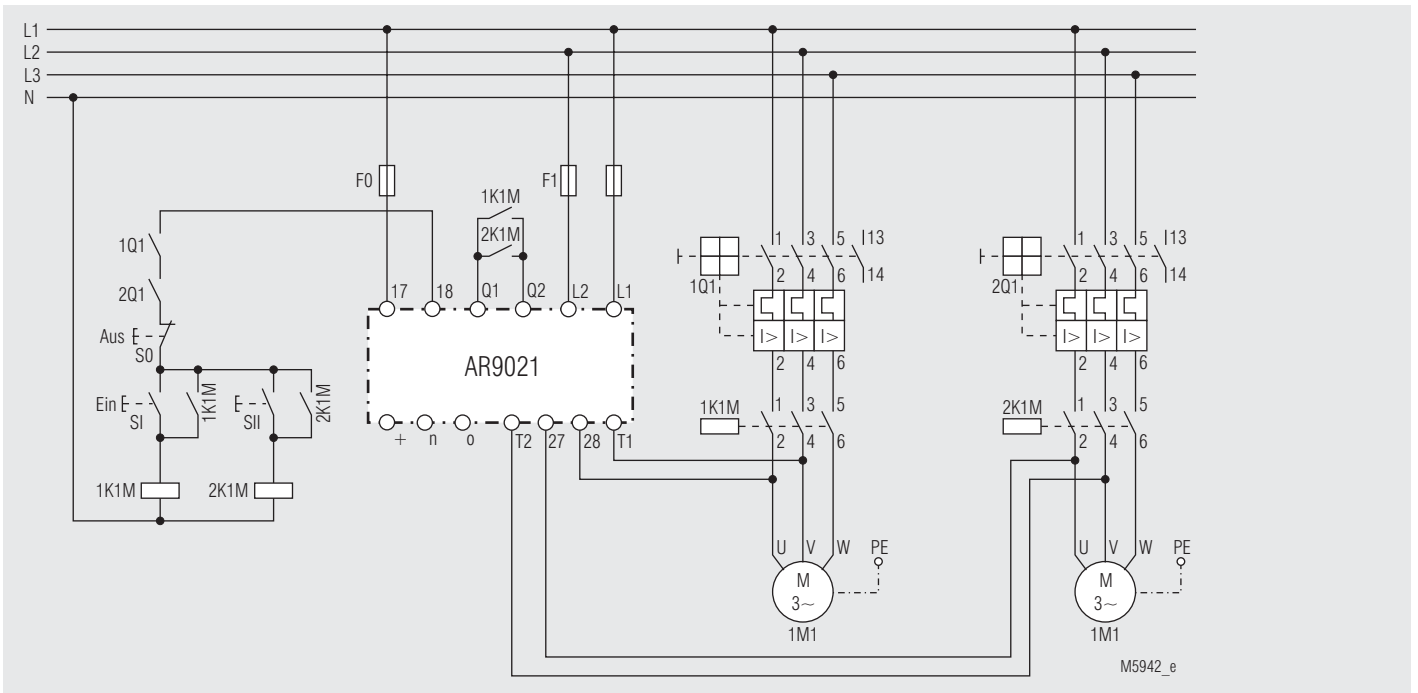 L1
L2
L3
N
F0
F1
1K1M
2K1M
1Q1
2Q1
Aus
S0
Ein
SI
1K1M
SII
2K1M
1K1M
2K1M
17
18
Q1
Q2
L2
L1
AR9021
+
n
o
T2
27
28
T1
1
3
5
13
2
4
6
14
1Q1
I>
I>
I>
2
4
6
1K1M
1
3
5
2
4
6
U
V
W
PE
M
3~
1M1
1
3
5
13
2
4
6
14
2Q1
I>
I>
I>
2
4
6
2K1M
1
3
5
2
4
6
U
V
W
PE
M
3~
1M1
M5942_e